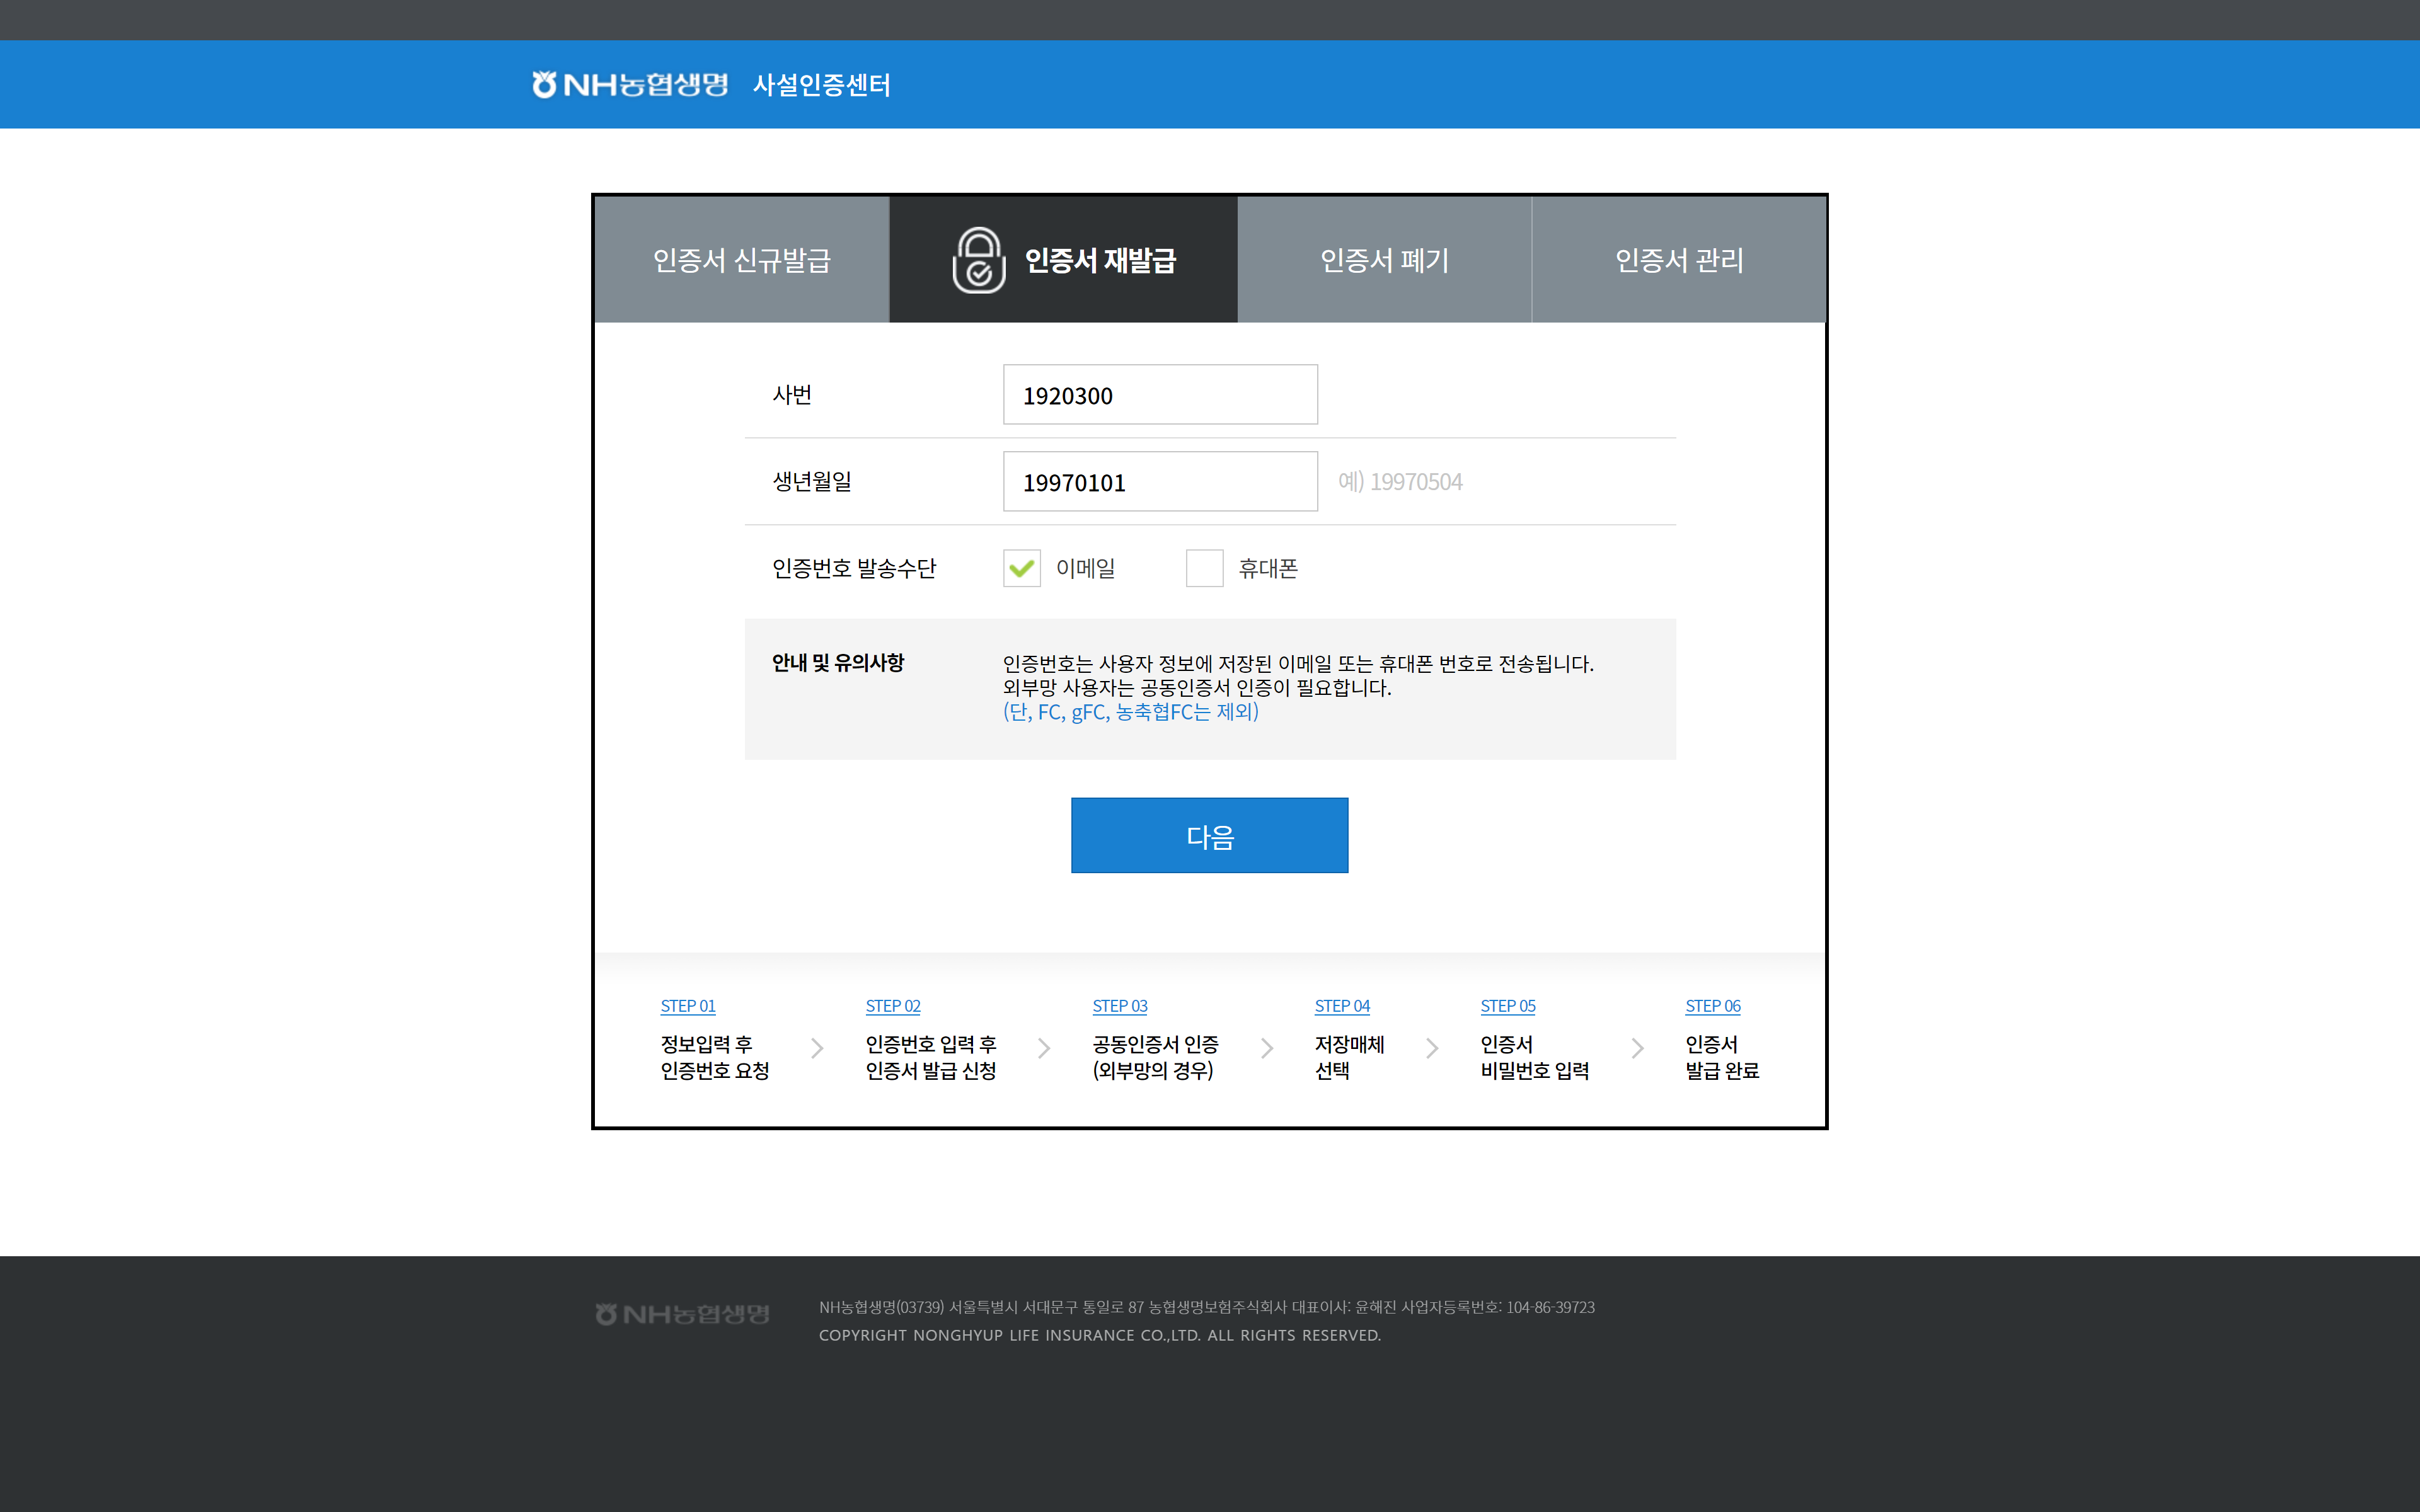 NH농협생명 사설인증센터
인증서 신규발급
인증서 재발급
인증서 폐기
인증서 관리
사번
1920300
생년월일
19970101
예) 19970504
인증번호 발송수단
이메일
휴대폰
안내 및 유의사항
인증번호는 사용자 정보에 저장된 이메일 또는 휴대폰 번호로 전송됩니다.
외부망 사용자는 공동인증서 인증이 필요합니다.
(단, FC, gFC, 농축협FC는 제외)
다음
STEP 01
정보입력 후
인증번호 요청
STEP 02
인증번호 입력 후
인증서 발급 신청
STEP 03
공동인증서 인증
(외부망의 경우)
STEP 04
저장매체
선택
STEP 05
인증서
비밀번호 입력
STEP 06
인증서
발급 완료
NH농협생명
NH농협생명(03739) 서울특별시 서대문구 통일로 87 농협생명보험주식회사 대표이사: 윤해진 사업자등록번호: 104-86-39723
COPYRIGHT NONGHYUP LIFE INSURANCE CO.,LTD. ALL RIGHTS RESERVED.